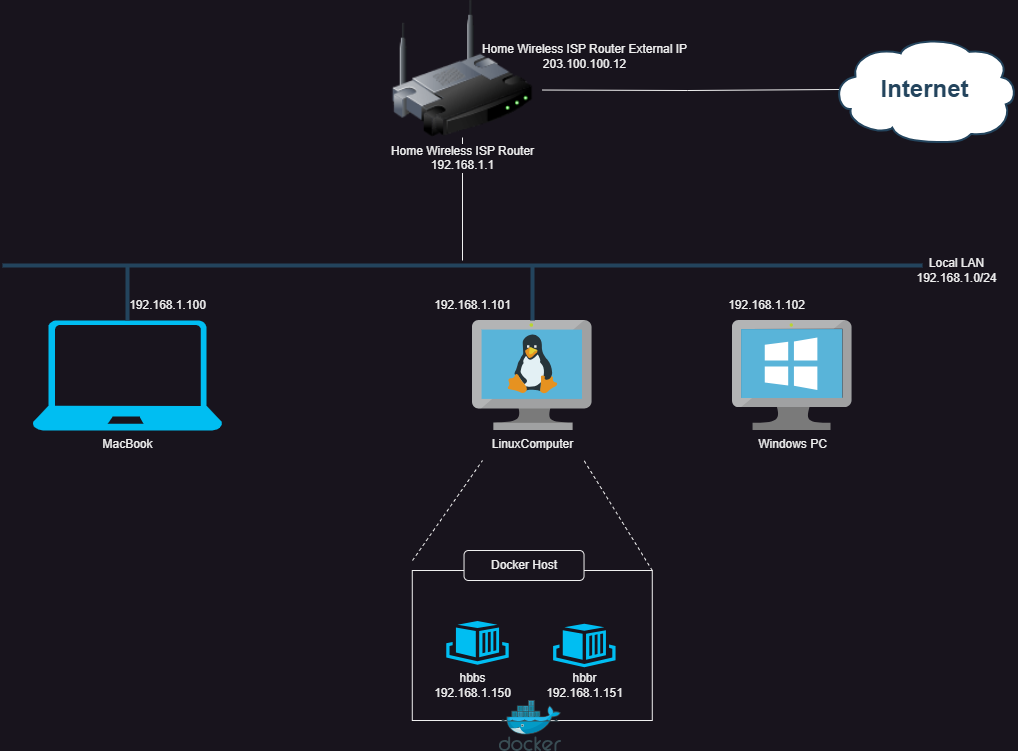 Home Wireless ISP Router External IP
203.100.100.12
Internet
Home Wireless ISP Router
192.168.1.1
Local LAN
192.168.1.0/24
192.168.1.100
192.168.1.101
192.168.1.102
MacBook
LinuxComputer
Windows PC
Docker Host
hbbs
192.168.1.150
hbbr
192.168.1.151
docker